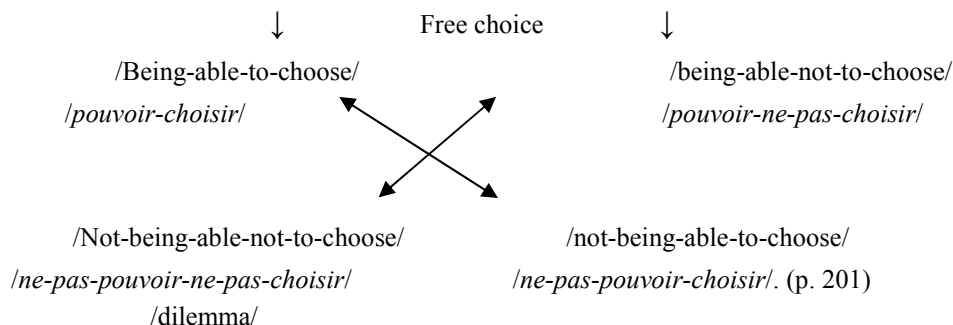 ↓ Free choice ↓
/Being-able-to-choose/ /being-able-not-to-choose/
/pouvoir-choisir/ /pouvoir-ne-pas-choisir/
/Not-being-able-not-to-choose/ /not-being-able-to-choose/
/ne-pas-pouvoir-ne-pas-choisir/ /ne-pas-pouvoir-choisir/. (p. 201)
/dilemma/